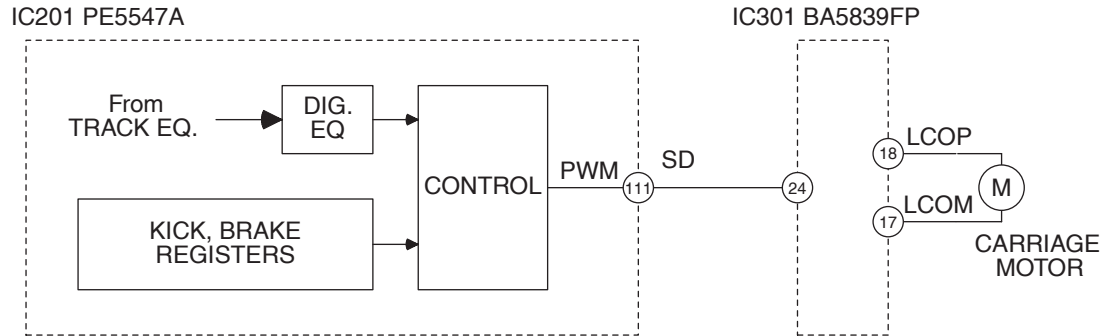 IC201 PE5547A
IC301 BA5839FP
From
TRACK EQ.
DIG.
EQ
CONTROL
KICK, BRAKE
REGISTERS
PWM
111
SD
24
18
LCOP
17
LCOM
M
CARRIAGE
MOTOR